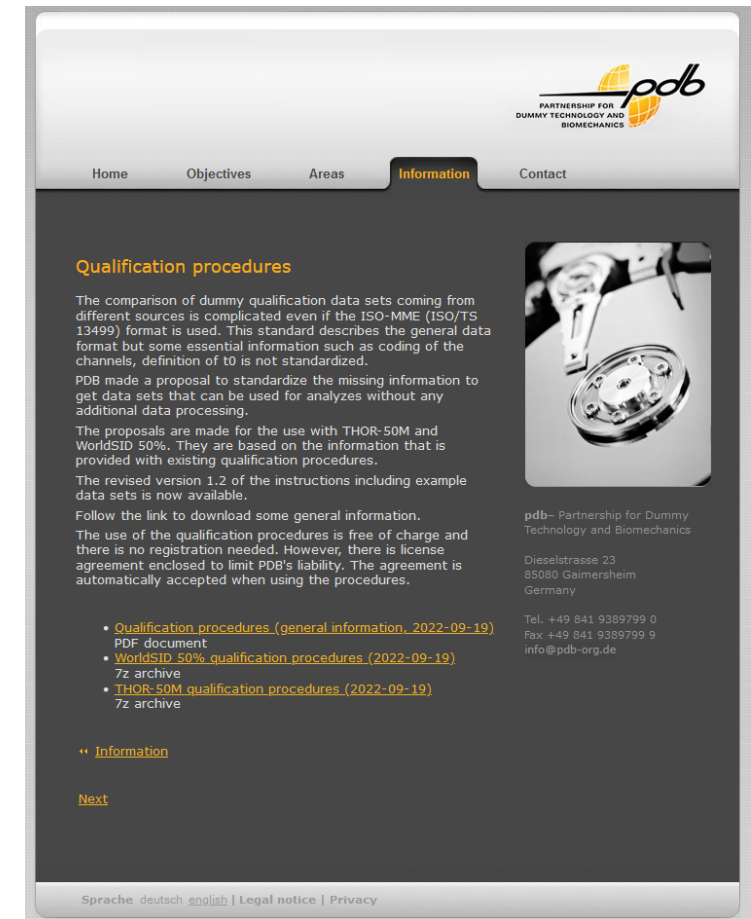 pdb
PARTNERSHIP FOR
DUMMY TECHNOLOGY AND
BIOMECHANICS
Home Objectives Areas Information Contact
Qualification procedures
The comparison of dummy qualification data sets coming from
different sources is complicated even if the ISO-MME (ISO/TS
13499) format is used. This standard describes the general data
format but some essential information such as coding of the
channels, definition of t0 is not standardized.
PDB made a proposal to standardize the missing information to
get data sets that can be used for analyzes without any
additional data processing.
The proposals are made for the use with THOR-50M and
WorldSID 50%. They are based on the information that is
provided with existing qualification procedures.
The revised version 1.2 of the instructions including example
data sets is now available.
Follow the link to download some general information.
The use of the qualification procedures is free of charge and
there is no registration needed. However, there is license
agreement enclosed to limit PDB's liability. The agreement is
automatically accepted when using the procedures.
• Qualification procedures (general information, 2022-09-19)
PDF document
• WorldSID 50% qualification procedures (2022-09-19)
7z archive
• THOR-50M qualification procedures (2022-09-19)
7z archive
Information
Next
pdb– Partnership for Dummy
Technology and Biomechanics
Dieselstrasse 23
85080 Gaimersheim
Germany
Tel. +49 841 9389799 0
Fax +49 841 9389799 9
info@pdb-org.de
Sprache deutsch english | Legal notice | Privacy